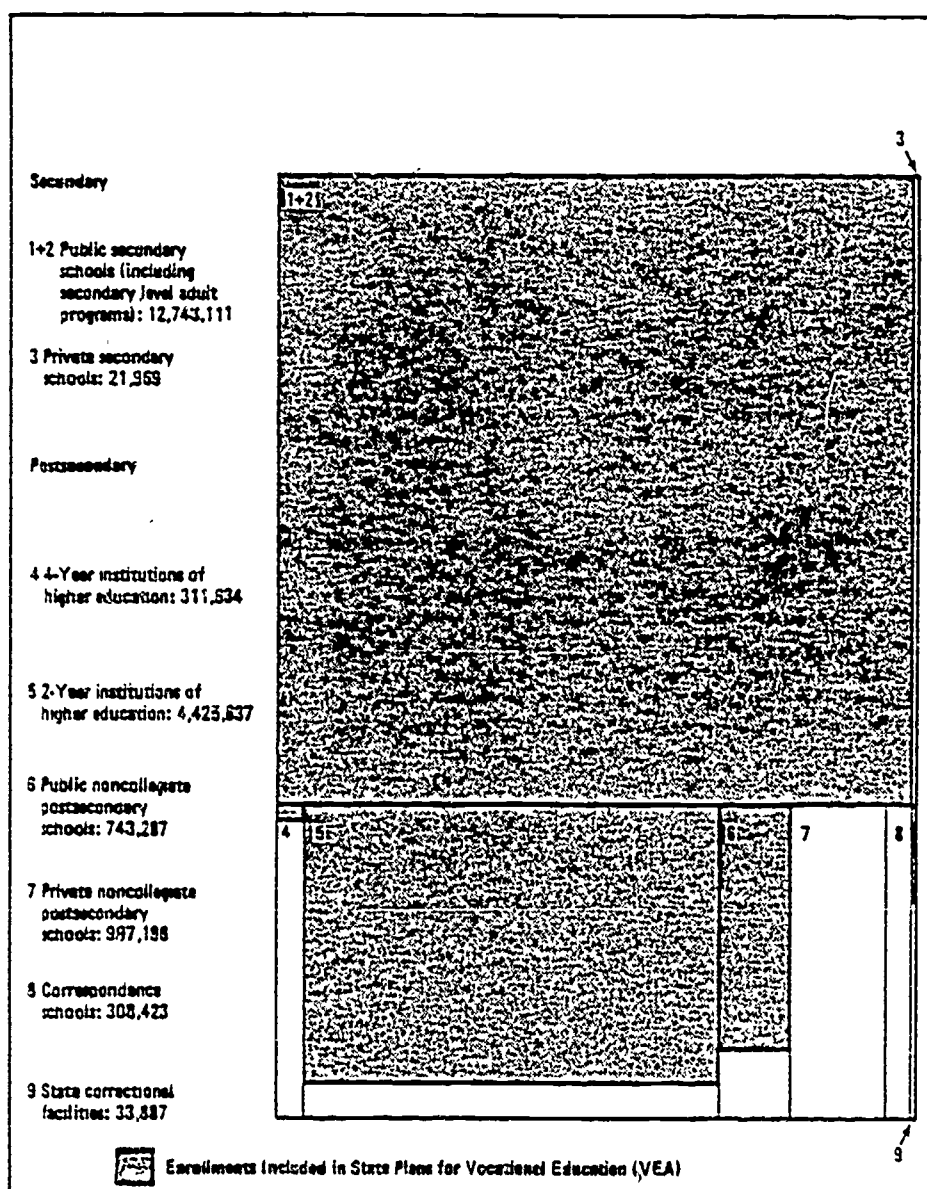 3
Secondary
1+2
1+2 Public secondary
schools (including
secondary level adult
programs): 12,743,111
3 Private secondary
schools: 21,969
Postsecondary
4 4-Year institutions of
higher education: 311,634
5 2-Year institutions of
higher education: 4,423,637
6 Public noncollegiate
postsecondary
schools: 743,287
4 5 6 7 8
7 Private noncollegiate
postsecondary
schools: 997,198
8 Correspondence
schools: 308,423
9 State correctional
facilities: 33,887
9
Enrollments Included in State Plans for Vocational Education (VEA)